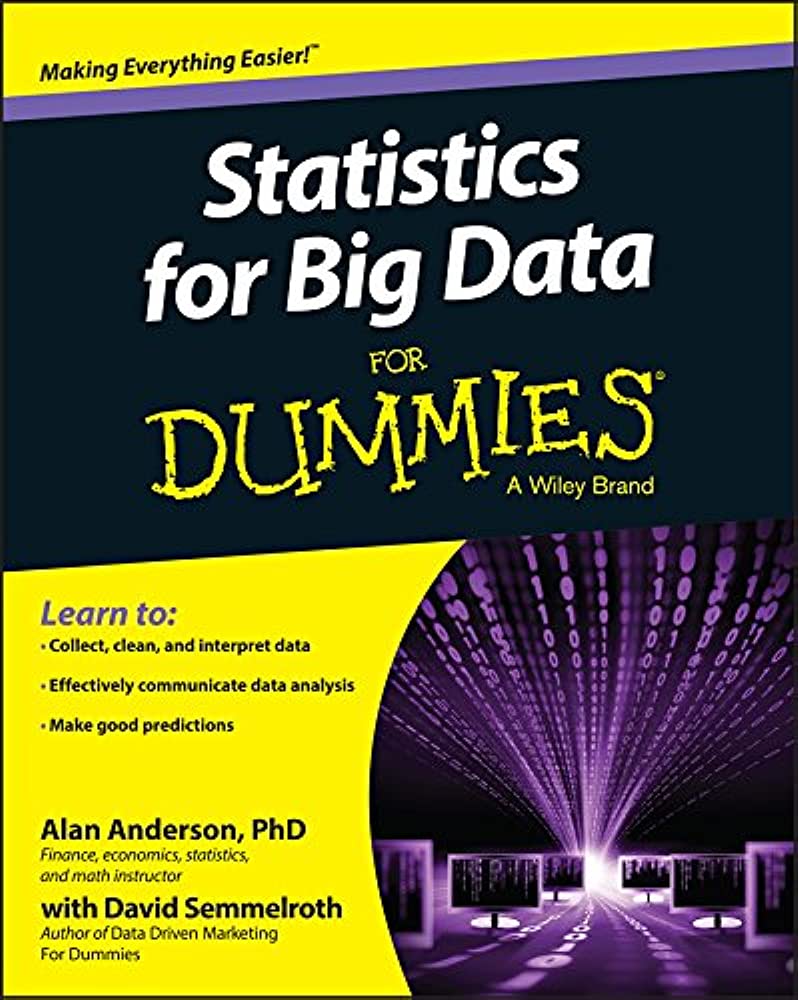 Making Everything Easier!™
Statistics
for Big Data
FOR
DUMMIES®
A Wiley Brand
Learn to:
• Collect, clean, and interpret data
• Effectively communicate data analysis
• Make good predictions
Alan Anderson, PhD
Finance, economics, statistics,
and math instructor
with David Semmelroth
Author of Data Driven Marketing
For Dummies